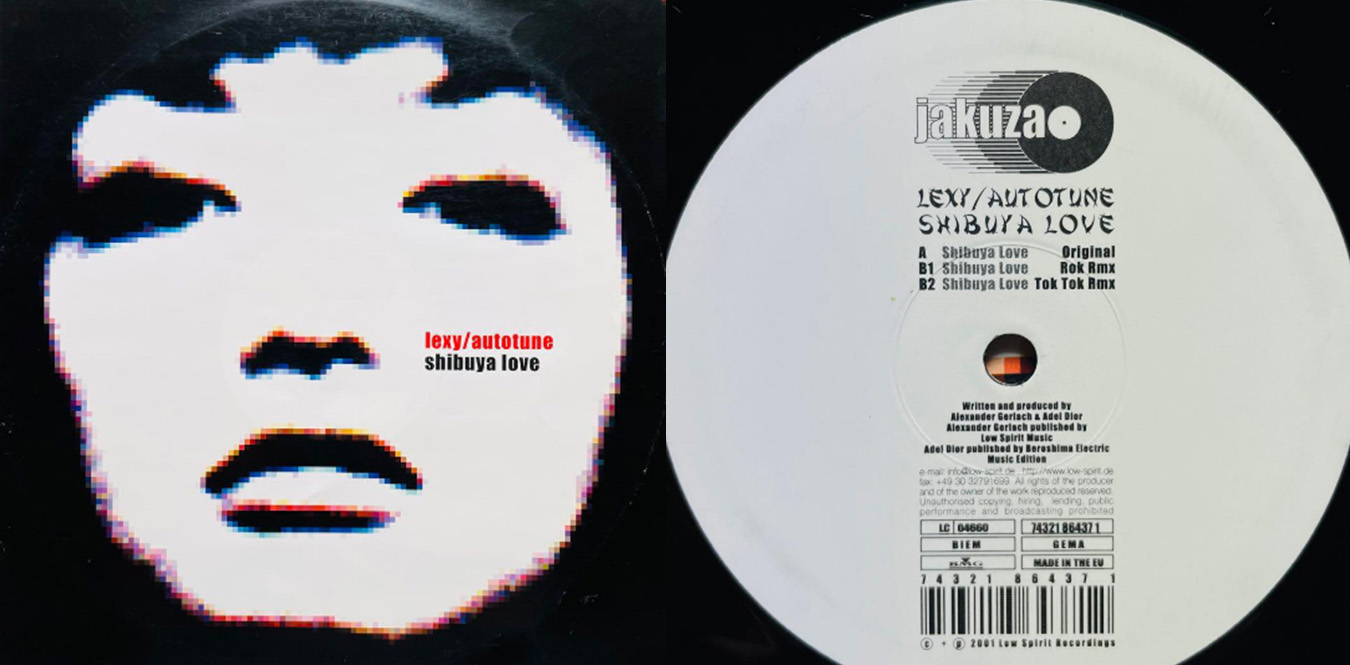 lexy/autotune
shibuya love
jakuza
LEXY/AUTOTUNE
SHIBUYA LOVE
A Shibuya Love Original
B1 Shibuya Love Rok Rmx
B2 Shibuya Love Tok Tok Rmx
Written and produced by
Alexander Gerlach & Adel Dior
Alexander Gerlach published by
Low Spirit Music
Adel Dior published by Beroshima Electric
Music Edition
e-mail: info@low-spirit.de . http://www.low-spirit.de
fax: +49 30 32791699 All rights of the producer
and of the owner of the work reproduced reserved.
Unauthorised copying, hiring, lending, public
performance and broadcasting prohibited
LC 04660 74321864371
BIEM GEMA
BMG MADE IN THE EU
7 4 3 2 1 8 6 4 3 7 1
© + ℗ 2001 Low Spirit Recordings